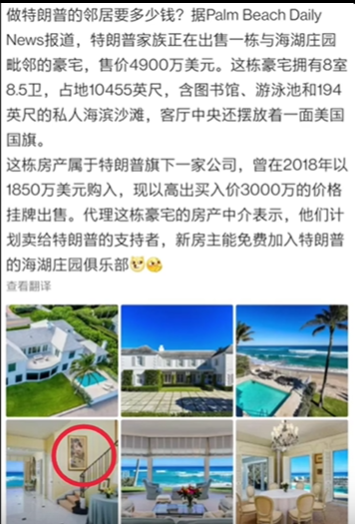 做特朗普的邻居要多少钱？据Palm Beach Daily
News报道，特朗普家族正在出售一栋与海湖庄园
毗邻的豪宅，售价4900万美元。这栋豪宅拥有8室
8.5卫，占地10455英尺，含图书馆、游泳池和194
英尺的私人海滨沙滩，客厅中央还摆放着一面美国
国旗。
这栋房产属于特朗普旗下一家公司，曾在2018年以
1850万美元购入，现以高出买入价3000万的价格
挂牌出售。代理这栋豪宅的房产中介表示，他们计
划卖给特朗普的支持者，新房主能免费加入特朗普
的海湖庄园俱乐部
查看翻译